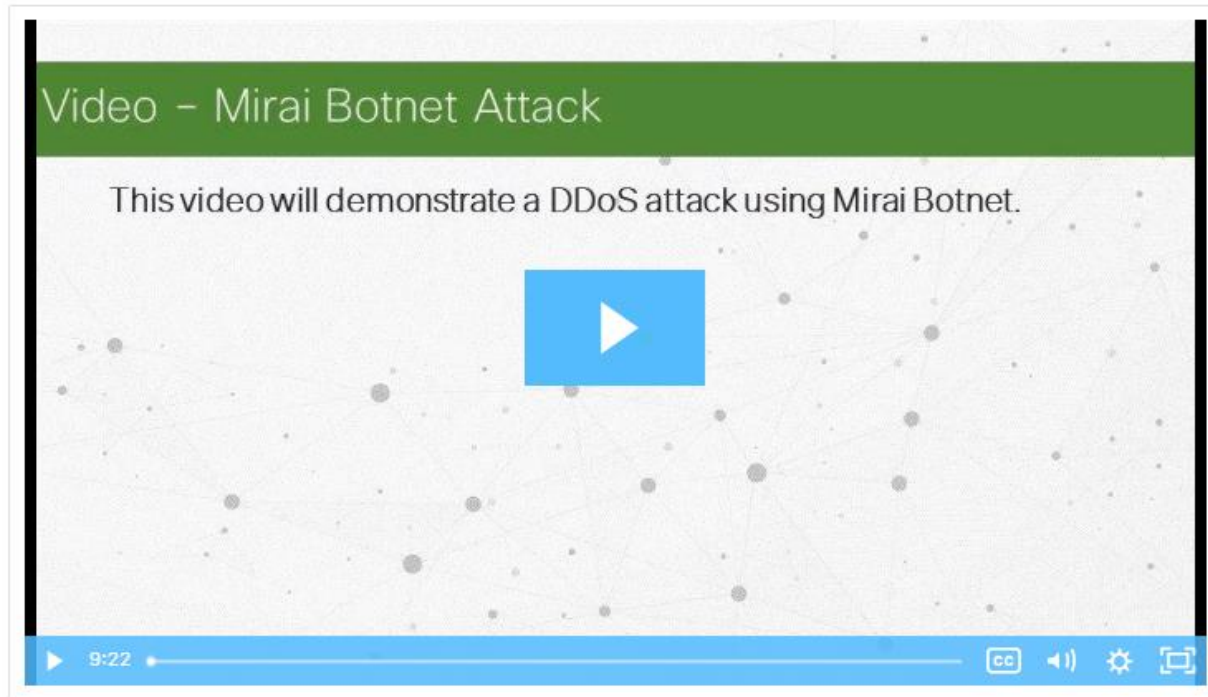 Video – Mirai Botnet Attack
This video will demonstrate a DDoS attack using Mirai Botnet.
9:22
CC